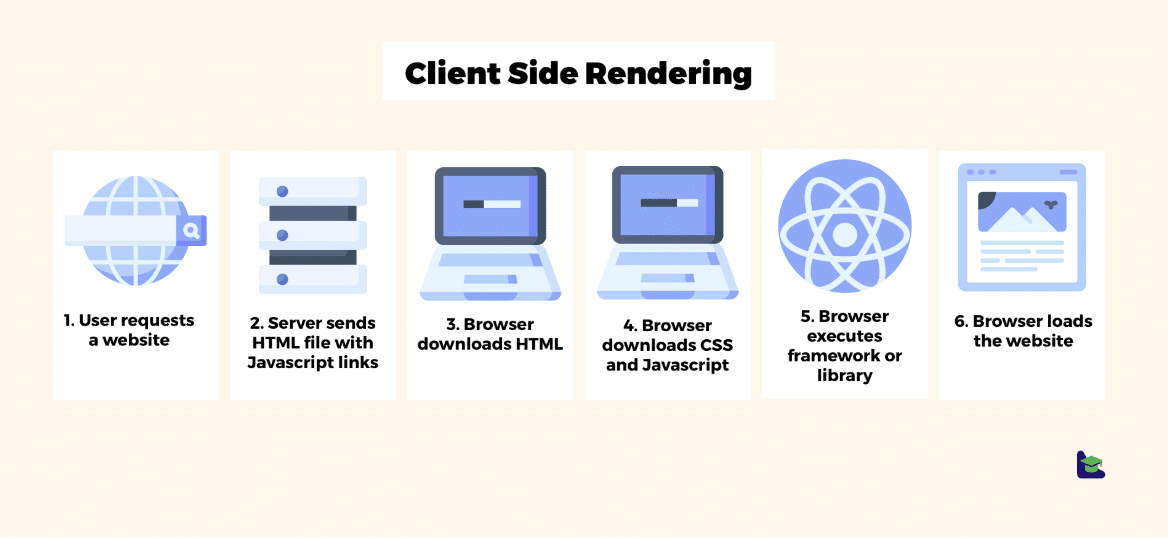 Client Side Rendering
1. User requests
a website
2. Server sends
HTML file with
Javascript links
3. Browser
downloads HTML
4. Browser
downloads CSS
and Javascript
5. Browser
executes
framework or
library
6. Browser loads
the website